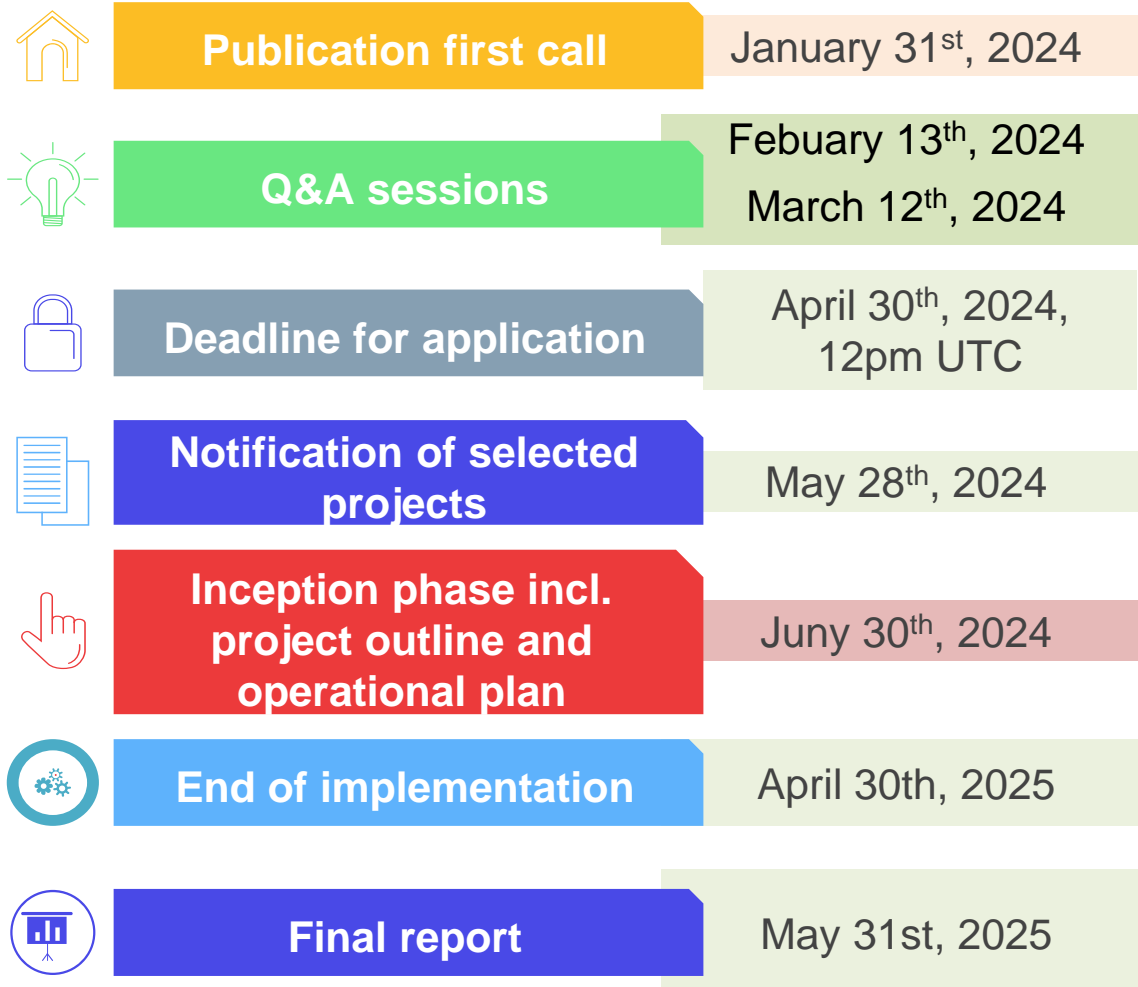 Publication first call
January 31st, 2024
Q&A sessions
Febuary 13th, 2024
March 12th, 2024
Deadline for application
April 30th, 2024,
12pm UTC
Notification of selected
projects
May 28th, 2024
Inception phase incl.
project outline and
operational plan
Juny 30th, 2024
End of implementation
April 30th, 2025
Final report
May 31st, 2025